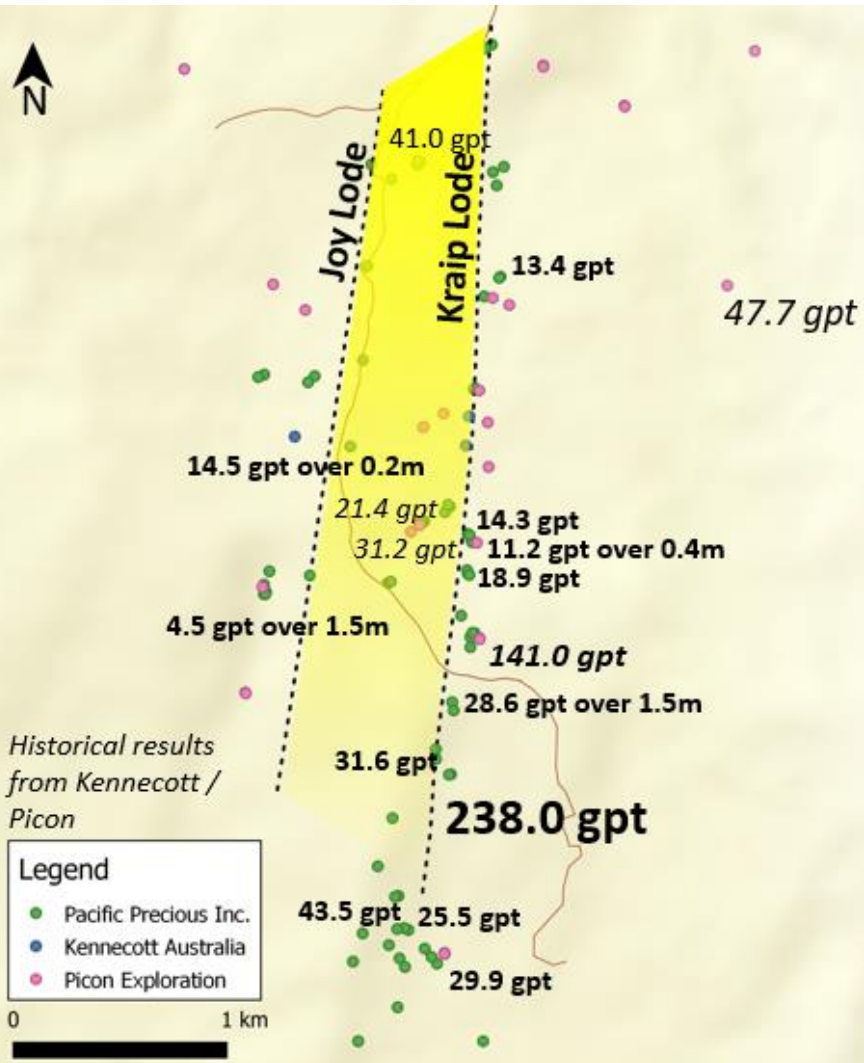 N
41.0 gpt
Joy Lode
Kraip Lode
13.4 gpt
47.7 gpt
14.5 gpt over 0.2m
21.4 gpt
14.3 gpt
31.2 gpt
11.2 gpt over 0.4m
18.9 gpt
4.5 gpt over 1.5m
141.0 gpt
28.6 gpt over 1.5m
Historical results
from Kennecott /
Picon
31.6 gpt
238.0 gpt
Legend
Pacific Precious Inc.
Kennecott Australia
Picon Exploration
43.5 gpt
25.5 gpt
29.9 gpt
0
1 km